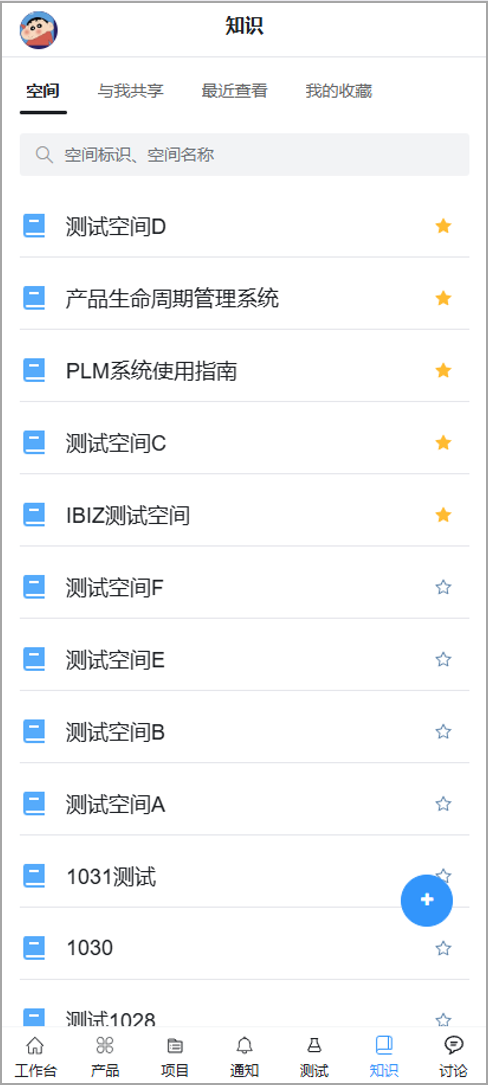 知识
空间 与我共享 最近查看 我的收藏
空间标识、空间名称
测试空间D
产品生命周期管理系统
PLM系统使用指南
测试空间C
IBIZ测试空间
测试空间F
测试空间E
测试空间B
测试空间A
1031测试
1030
测试1028
工作台 产品 项目 通知 测试 知识 讨论